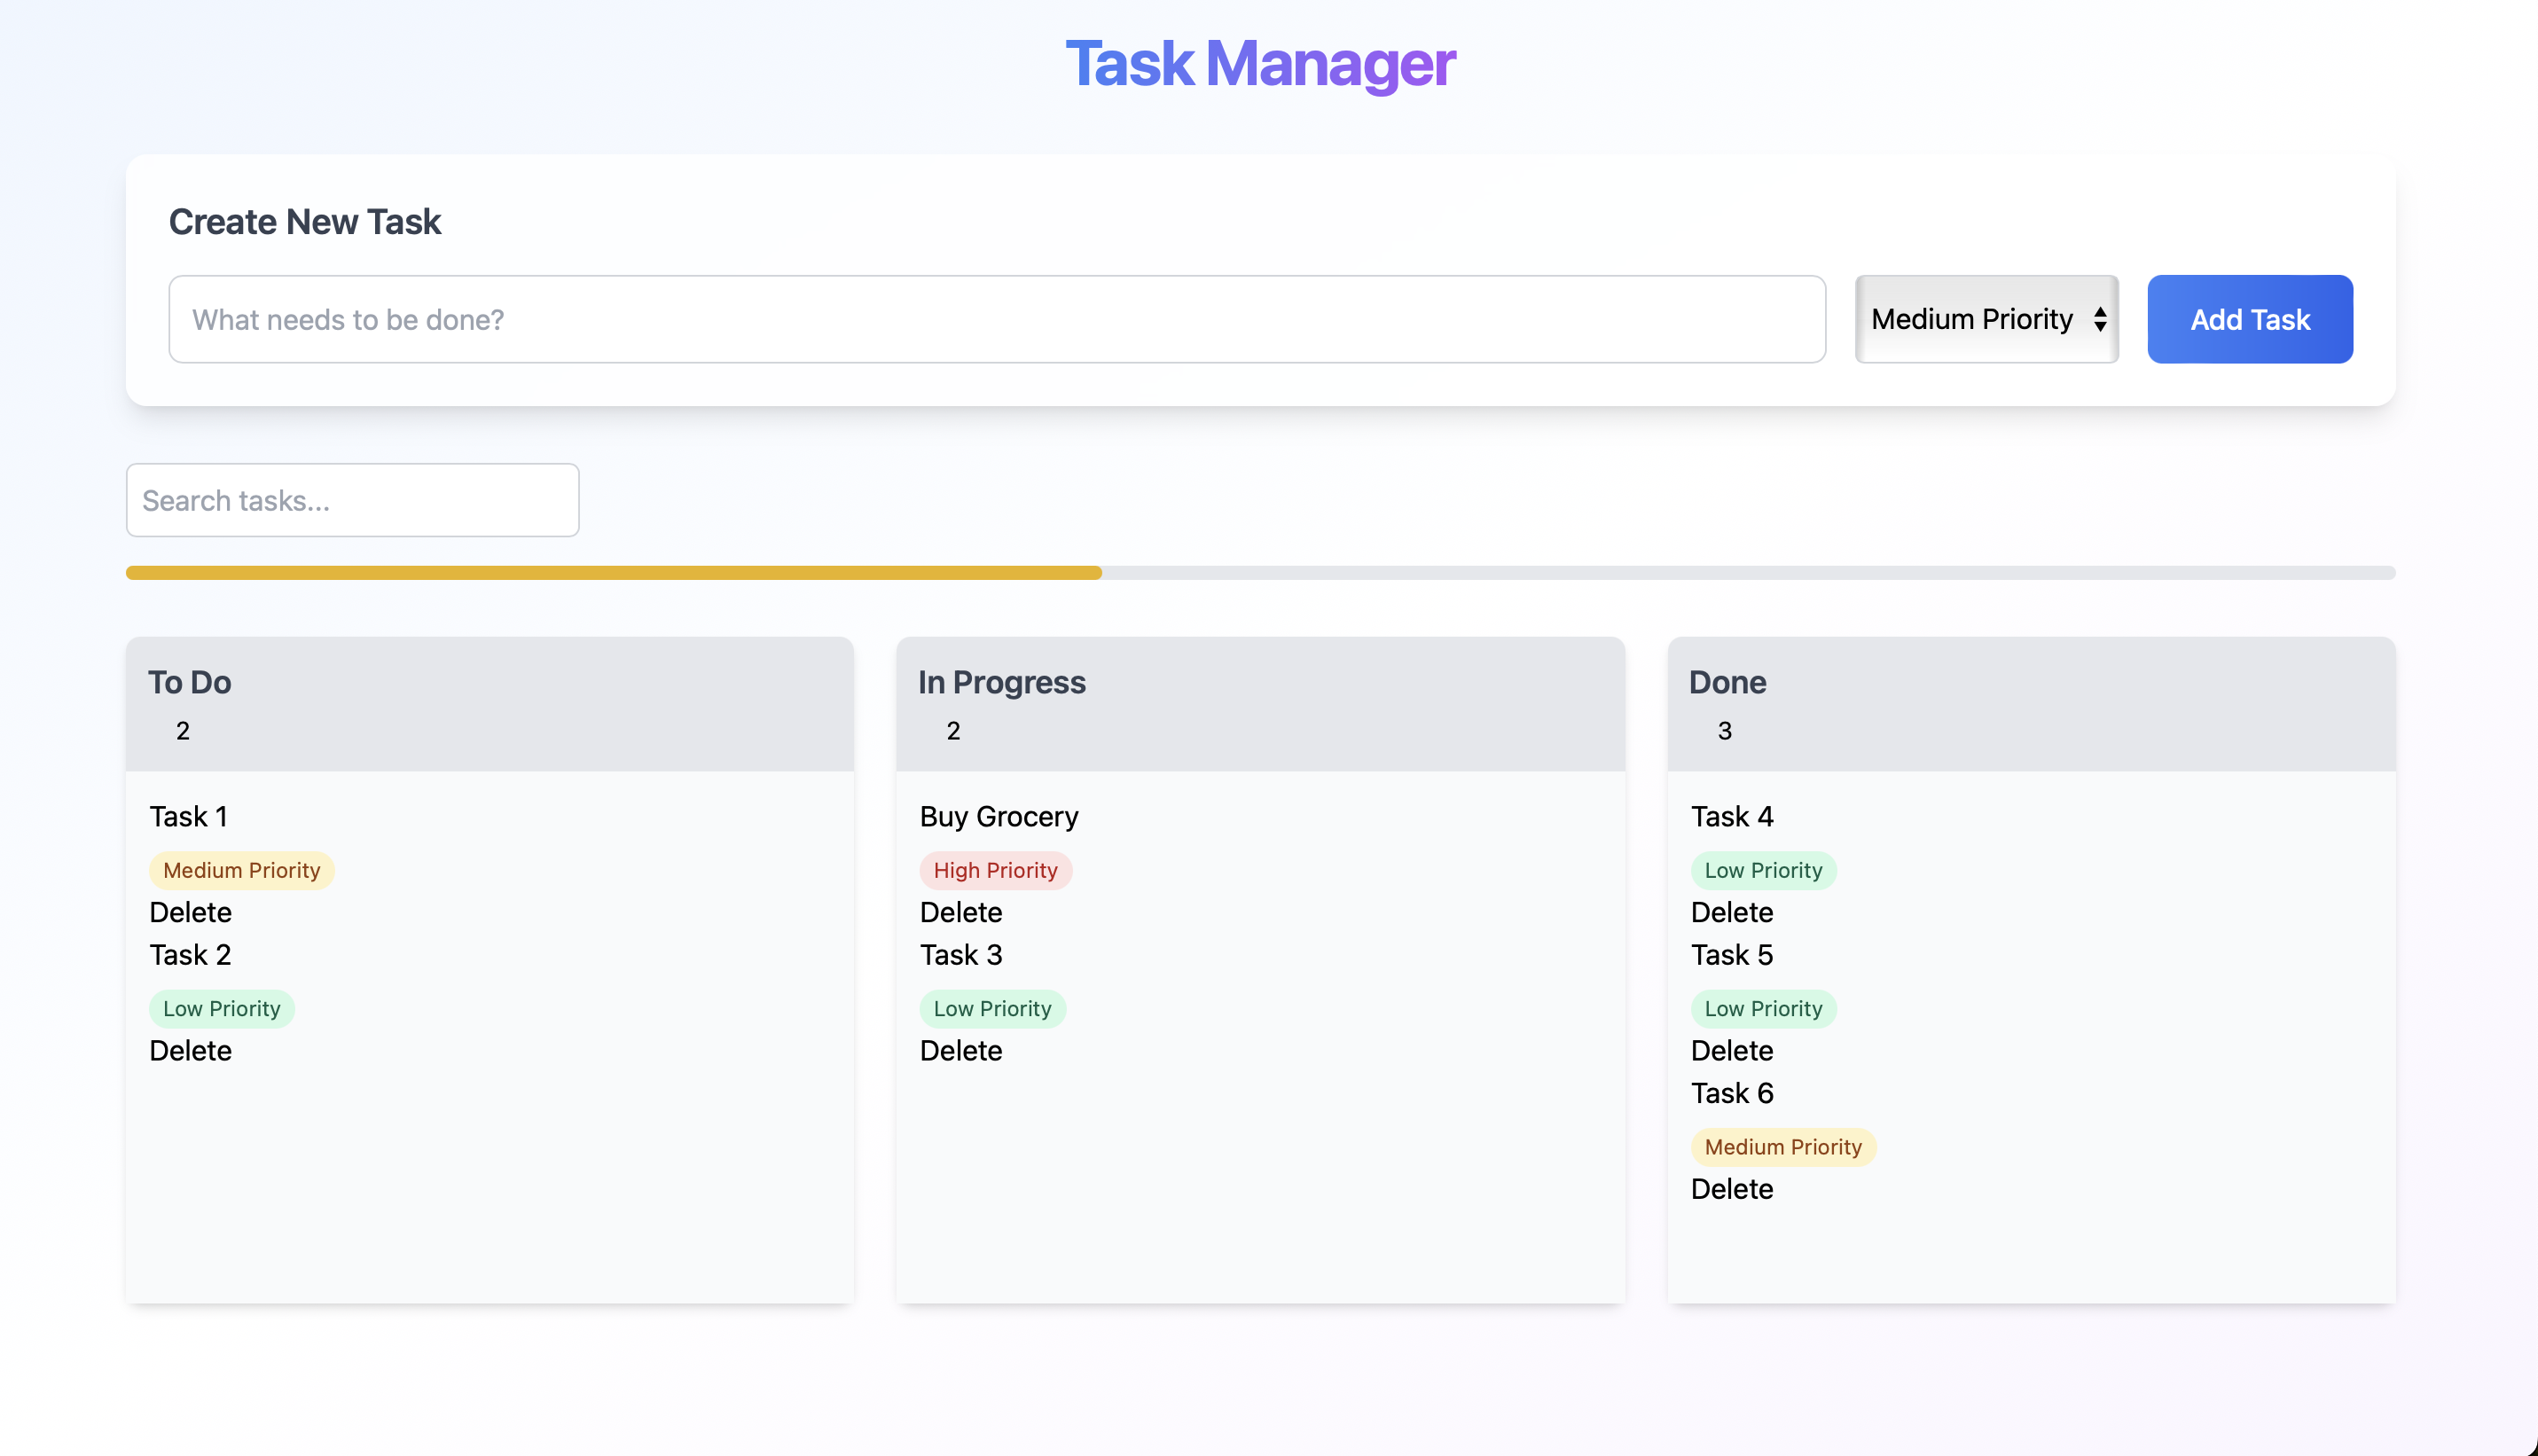 Task Manager
Create New Task
What needs to be done?
Medium Priority
Add Task
Search tasks...
To Do
2
Task 1
Medium Priority
Delete
Task 2
Low Priority
Delete
In Progress
2
Buy Grocery
High Priority
Delete
Task 3
Low Priority
Delete
Done
3
Task 4
Low Priority
Delete
Task 5
Low Priority
Delete
Task 6
Medium Priority
Delete